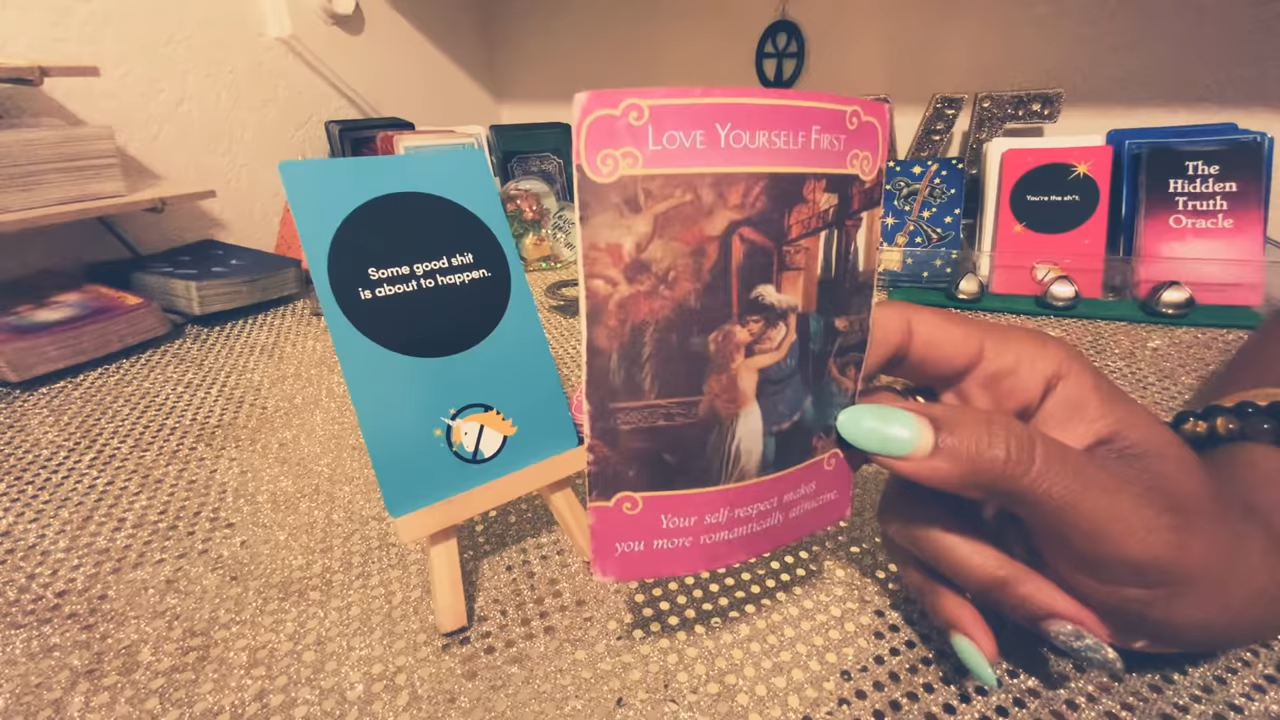 Some good shit
is about to happen.
LOVE YOURSELF FIRST
Your self-respect makes
you more romantically attractive.
You're the sh*t.
The
Hidden
Truth
Oracle